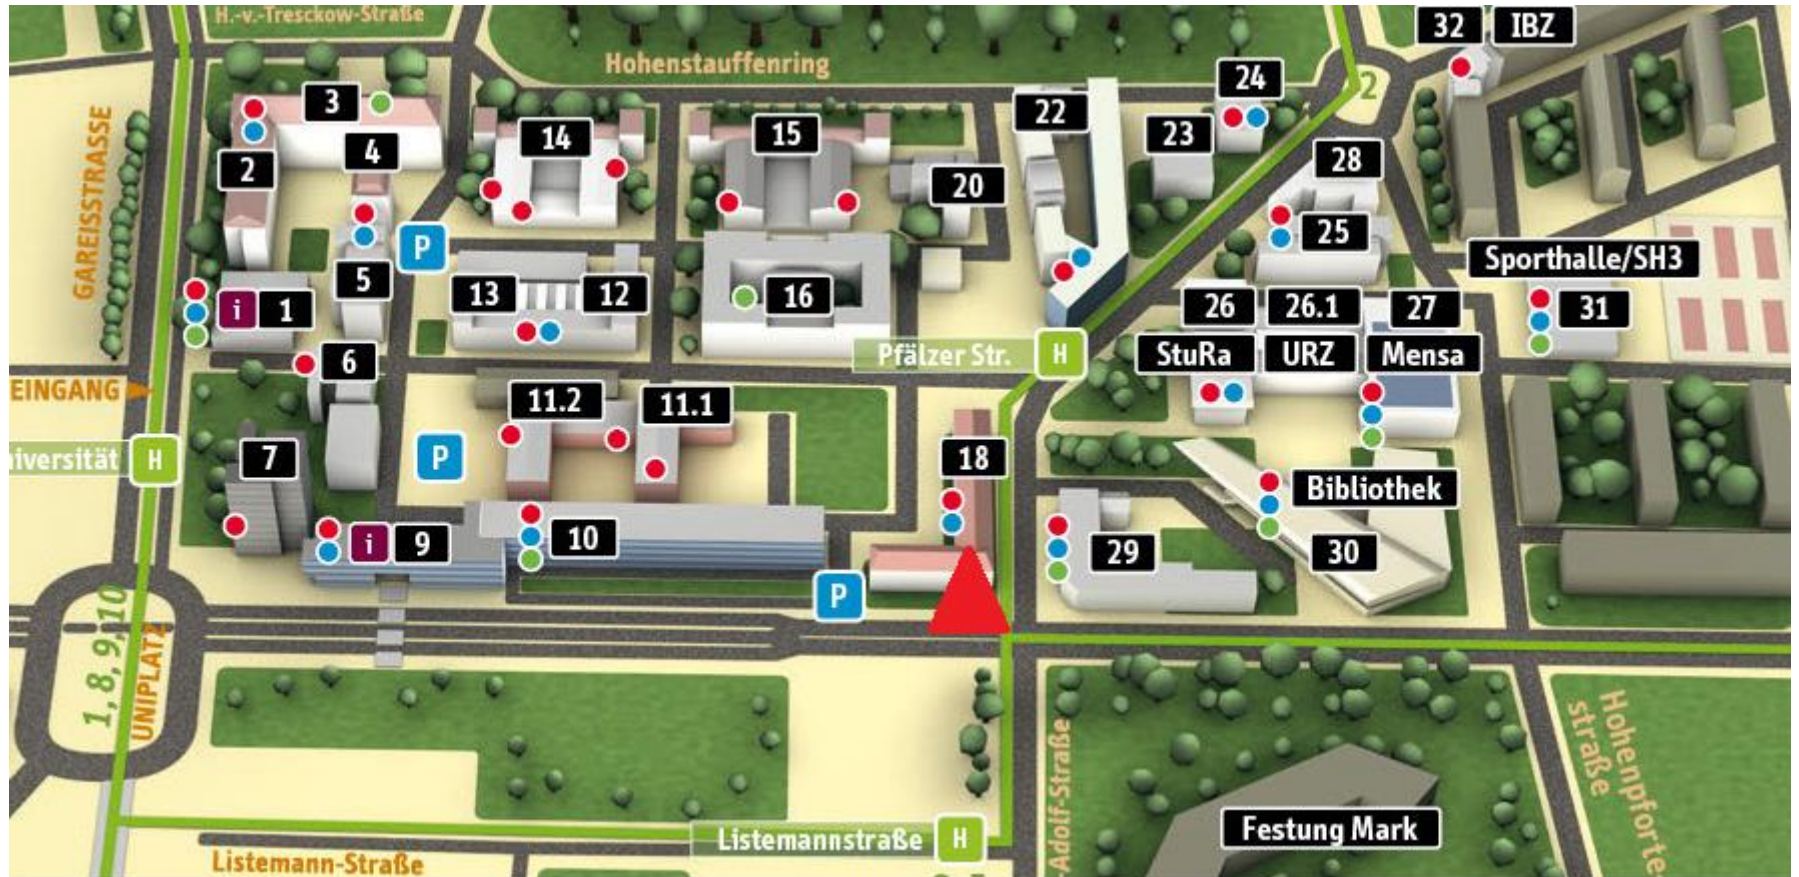 H.-v.-Tresckow-Straße
Hohenstauffenring
32 IBZ
2
24
22
23
3
14
15
4
2
28
20
25
GAREISSTRASSE
P
Sporthalle/SH3
5
13
12
16
i 1
26
26.1
27
31
Pfälzer Str. H
StuRa
URZ
Mensa
6
EINGANG
11.2
11.1
niversität H
7
P
18
Bibliothek
i 9
10
29
30
P
1, 8, 9, 10
UNIPLATZ
-Adolf-Straße
Hohenpforte-
straße
Listemannstraße H
Festung Mark
Listemann-Straße